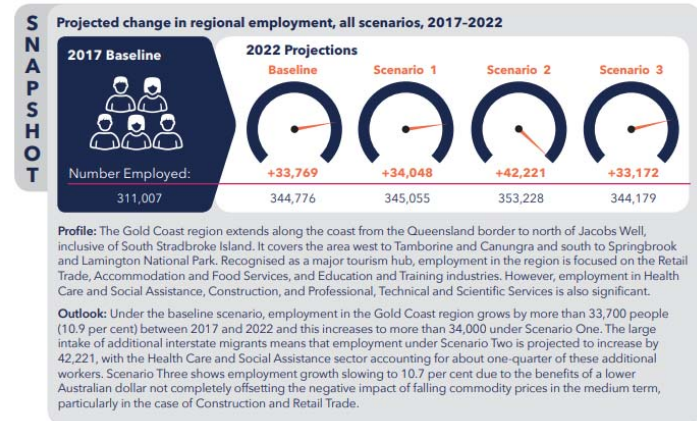 SNAPSHOT
Projected change in regional employment, all scenarios, 2017–2022
2017 Baseline
2022 Projections
Baseline Scenario 1 Scenario 2 Scenario 3
Number Employed: +33,769 +34,048 +42,221 +33,172
311,007 344,776 345,055 353,228 344,179
Profile: The Gold Coast region extends along the coast from the Queensland border to north of Jacobs Well,
inclusive of South Stradbroke Island. It covers the area west to Tamborine and Canungra and south to Springbrook
and Lamington National Park. Recognised as a major tourism hub, employment in the region is focused on the Retail
Trade, Accommodation and Food Services, and Education and Training industries. However, employment in Health
Care and Social Assistance, Construction, and Professional, Technical and Scientific Services is also significant.
Outlook: Under the baseline scenario, employment in the Gold Coast region grows by more than 33,700 people
(10.9 per cent) between 2017 and 2022 and this increases to more than 34,000 under Scenario One. The large
intake of additional interstate migrants means that employment under Scenario Two is projected to increase by
42,221, with the Health Care and Social Assistance sector accounting for about one-quarter of these additional
workers. Scenario Three shows employment growth slowing to 10.7 per cent due to the benefits of a lower
Australian dollar not completely offsetting the negative impact of falling commodity prices in the medium term,
particularly in the case of Construction and Retail Trade.